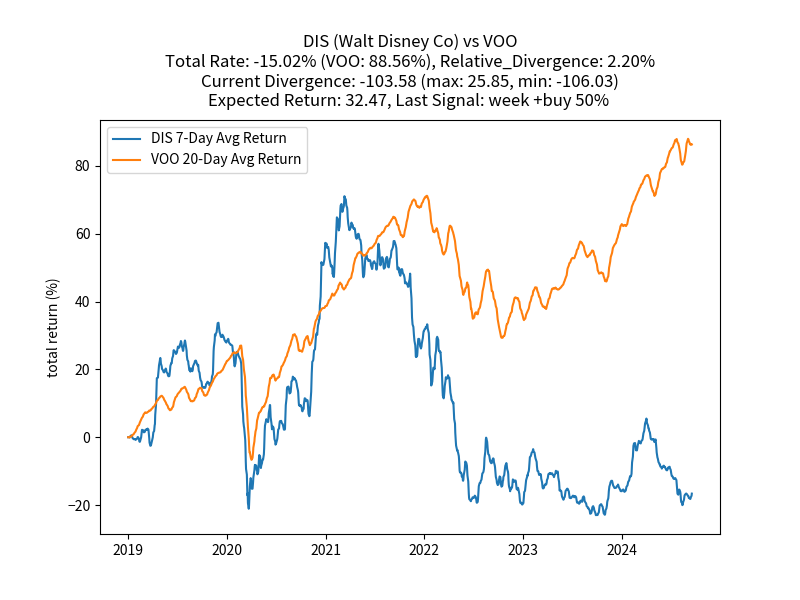 DIS (Walt Disney Co) vs VOO
Total Rate: -15.02% (VOO: 88.56%), Relative_Divergence: 2.20%
Current Divergence: -103.58 (max: 25.85, min: -106.03)
Expected Return: 32.47, Last Signal: week +buy 50%
DIS 7-Day Avg Return
VOO 20-Day Avg Return
total return (%)
80
60
40
20
0
−20
2019 2020 2021 2022 2023 2024